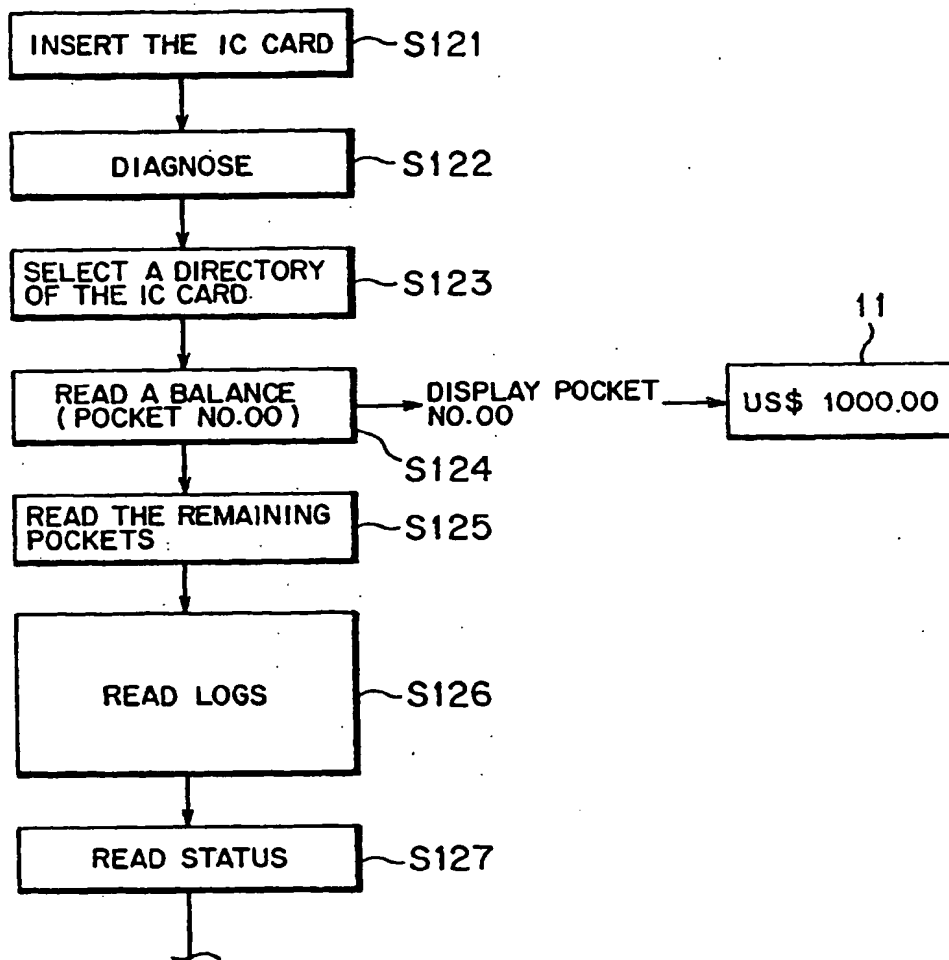 INSERT THE IC CARD
S121
DIAGNOSE
S122
SELECT A DIRECTORY
OF THE IC CARD
S123
11
READ A BALANCE
(POCKET NO.00)
DISPLAY POCKET
NO.00
US$ 1000.00
S124
READ THE REMAINING
POCKETS
S125
READ LOGS
S126
READ STATUS
S127